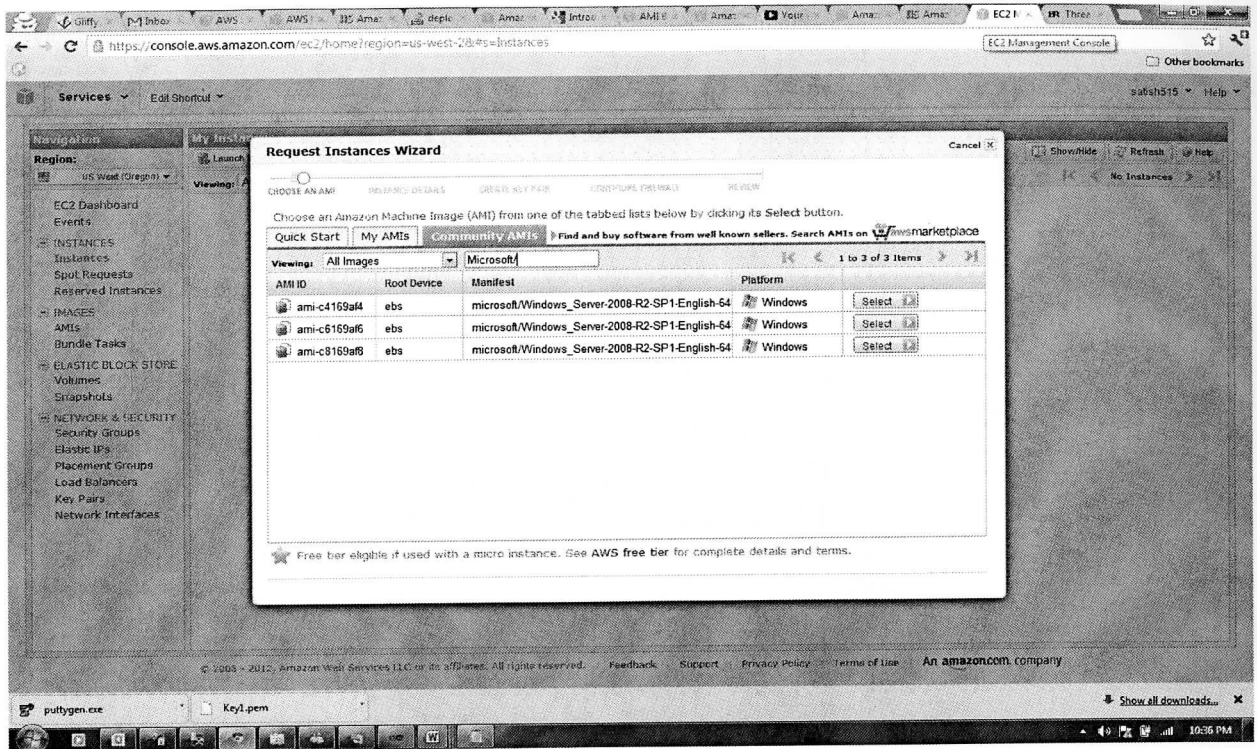 Gliffy
Inbox
AWS
AWS
Amaz
deplo
Amaz
Introd
AMI E
Amaz
Your
Amaz
Amaz
EC2 M
Three
https://console.aws.amazon.com/ec2/home?region=us-west-2&#s=Instances
EC2 Management Console
Other bookmarks
Services
Edit Shortcut
satish515
Help
Navigation
Region:
US West (Oregon)
EC2 Dashboard
Events
INSTANCES
Instances
Spot Requests
Reserved Instances
IMAGES
AMIs
Bundle Tasks
ELASTIC BLOCK STORE
Volumes
Snapshots
NETWORK & SECURITY
Security Groups
Elastic IPs
Placement Groups
Load Balancers
Key Pairs
Network Interfaces
My Instan
Launch
Viewing:
Show/Hide
Refresh
Help
No Instances
Request Instances Wizard
Cancel X
CHOOSE AN AMI
INSTANCE DETAILS
CREATE KEY PAIR
CONFIGURE FIREWALL
REVIEW
Choose an Amazon Machine Image (AMI) from one of the tabbed lists below by clicking its Select button.
Quick Start
My AMIs
Community AMIs
Find and buy software from well known sellers. Search AMIs on awsmarketplace
Viewing: All Images
Microsoft/
1 to 3 of 3 Items
AMI ID Root Device Manifest Platform
ami-c4169af4 ebs microsoft/Windows_Server-2008-R2-SP1-English-64 Windows Select
ami-c6169af6 ebs microsoft/Windows_Server-2008-R2-SP1-English-64 Windows Select
ami-c8169af8 ebs microsoft/Windows_Server-2008-R2-SP1-English-64 Windows Select
Free tier eligible if used with a micro instance. See AWS free tier for complete details and terms.
© 2008 - 2012, Amazon Web Services LLC or its affiliates. All rights reserved.
Feedback
Support
Privacy Policy
Terms of Use
An amazon.com. company
puttygen.exe
Key1.pem
Show all downloads...
10:36 PM